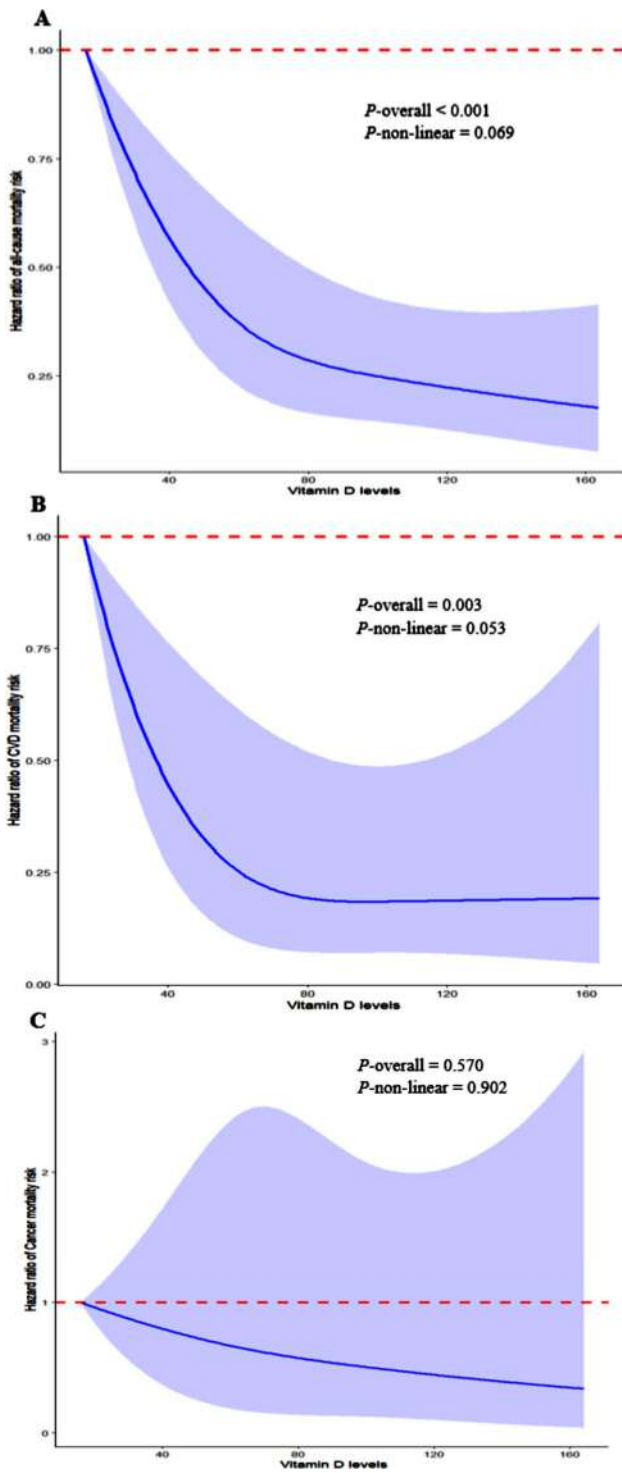 A
Hazard ratio of all-cause mortality risk
1.00
0.75
0.50
0.25
P-overall < 0.001
P-non-linear = 0.069
40 80 120 160
Vitamin D levels
B
Hazard ratio of CVD mortality risk
1.00
0.75
0.50
0.25
0.00
P-overall = 0.003
P-non-linear = 0.053
40 80 120 160
Vitamin D levels
C
Hazard ratio of Cancer mortality risk
3
2
1
0
P-overall = 0.570
P-non-linear = 0.902
40 80 120 160
Vitamin D levels